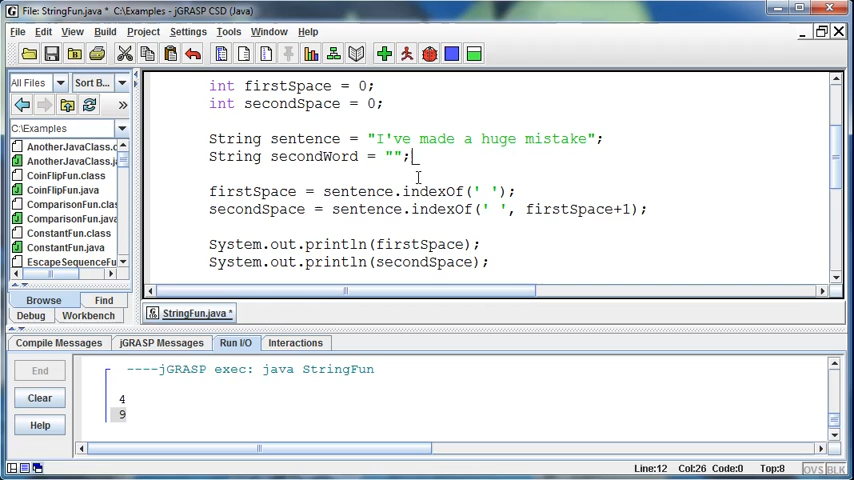 File: StringFun.java * C:\Examples - jGRASP CSD (Java)
File Edit View Build Project Settings Tools Window Help
All Files Sort B...
C:\Examples
AnotherJavaClass.c
AnotherJavaClass.j
CoinFlipFun.class
CoinFlipFun.java
ComparisonFun.clas
ComparisonFun.java
ConstantFun.class
ConstantFun.java
EscapeSequenceFu
Browse Find
Debug Workbench
int firstSpace = 0;
int secondSpace = 0;
String sentence = "I've made a huge mistake";
String secondWord = "";
firstSpace = sentence.indexOf(' ');
secondSpace = sentence.indexOf(' ', firstSpace+1);
System.out.println(firstSpace);
System.out.println(secondSpace);
StringFun.java *
Compile Messages jGRASP Messages Run I/O Interactions
End
Clear
Help
----jGRASP exec: java StringFun
4
9
Line:12 Col:26 Code:0 Top:8 OVS BLK